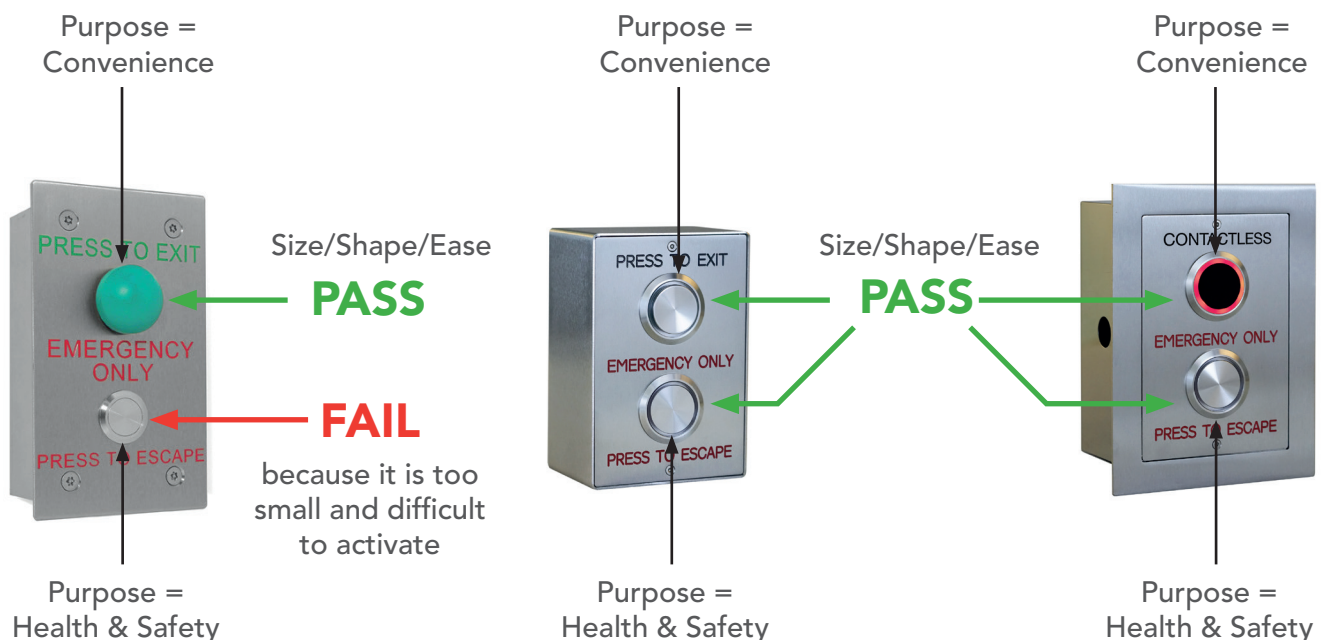 Purpose =
Convenience
Purpose =
Convenience
Purpose =
Convenience
PRESS TO EXIT
EMERGENCY
ONLY
PRESS TO ESCAPE
Size/Shape/Ease
PASS
FAIL
because it is too
small and difficult
to activate
PRESS TO EXIT
EMERGENCY ONLY
PRESS TO ESCAPE
Size/Shape/Ease
PASS
CONTACTLESS
EMERGENCY ONLY
PRESS TO ESCAPE
Purpose =
Health & Safety
Purpose =
Health & Safety
Purpose =
Health & Safety